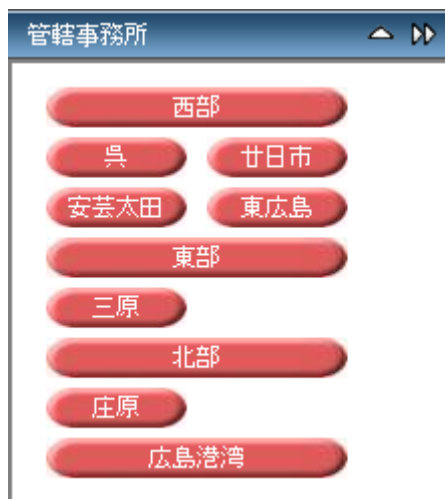 管轄事務所
西部
呉 廿日市
安芸太田 東広島
東部
三原
北部
庄原
広島港湾